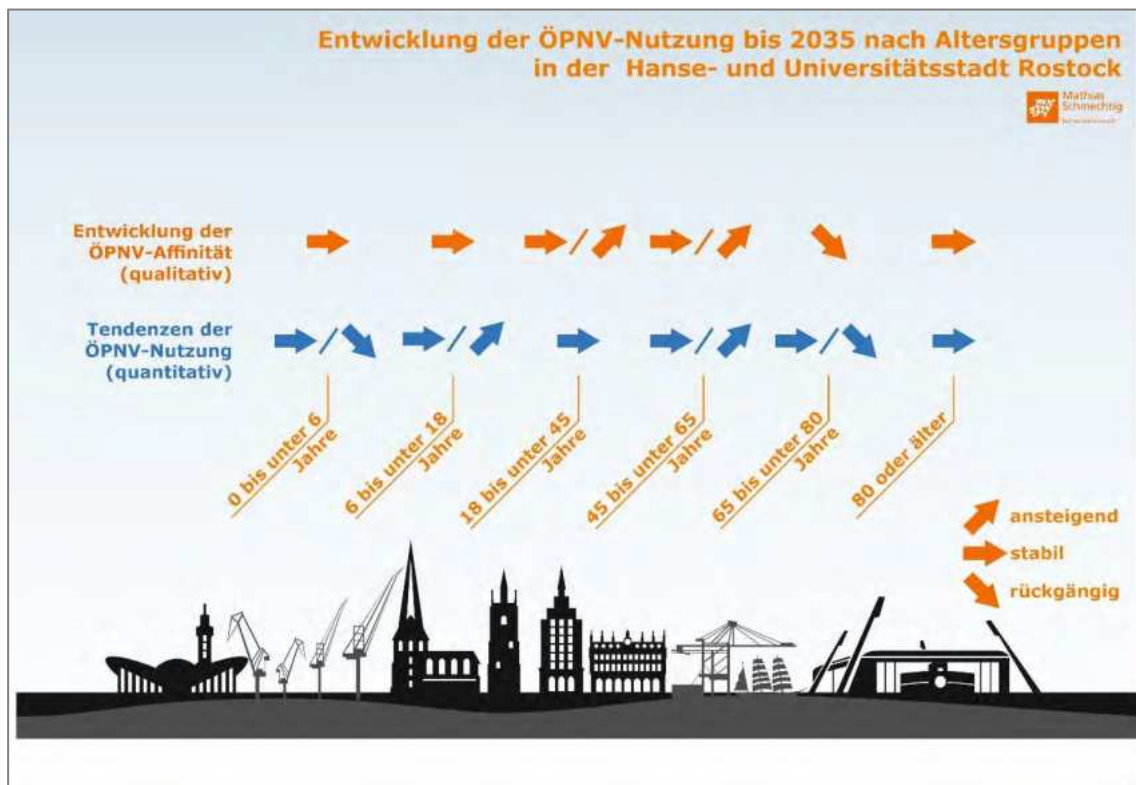 Entwicklung der ÖPNV-Nutzung bis 2035 nach Altersgruppen
in der Hanse- und Universitätsstadt Rostock
Mathias
Schmechtig
Entwicklung der
ÖPNV-Affinität
(qualitativ)
Tendenzen der
ÖPNV-Nutzung
(quantitativ)
0 bis unter 6
Jahre
6 bis unter 18
Jahre
18 bis unter 45
Jahre
45 bis unter 65
Jahre
65 bis unter 80
Jahre
80 oder älter
ansteigend
stabil
rückgängig